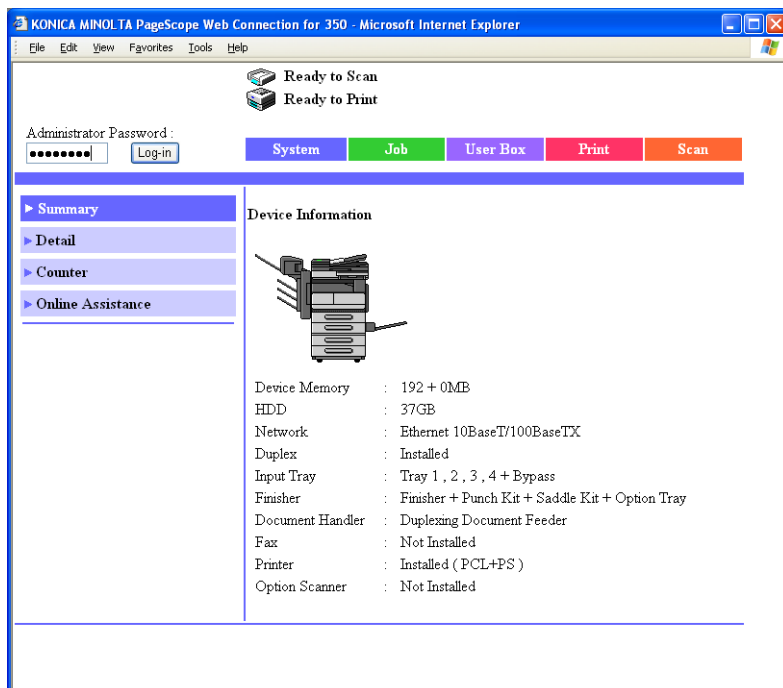 KONICA MINOLTA PageScope Web Connection for 350 - Microsoft Internet Explorer
File Edit View Favorites Tools Help
Ready to Scan
Ready to Print
Administrator Password :
●●●●●●●● Log-in
System Job User Box Print Scan
Summary
Detail
Counter
Online Assistance
Device Information
Device Memory : 192 + 0MB
HDD : 37GB
Network : Ethernet 10BaseT/100BaseTX
Duplex : Installed
Input Tray : Tray 1 , 2 , 3 , 4 + Bypass
Finisher : Finisher + Punch Kit + Saddle Kit + Option Tray
Document Handler : Duplexing Document Feeder
Fax : Not Installed
Printer : Installed ( PCL+PS )
Option Scanner : Not Installed